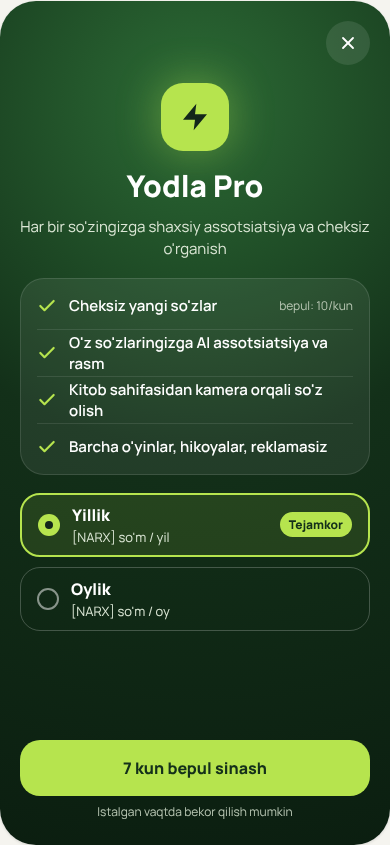 Yodla Pro
Har bir so'zingizga shaxsiy assotsiatsiya va cheksiz
o'rganish
Cheksiz yangi so'zlar bepul: 10/kun
O'z so'zlaringizga AI assotsiatsiya va
rasm
Kitob sahifasidan kamera orqali so'z
olish
Barcha o'yinlar, hikoyalar, reklamasiz
Yillik
[NARX] so'm / yil
Tejamkor
Oylik
[NARX] so'm / oy
7 kun bepul sinash
Istalgan vaqtda bekor qilish mumkin